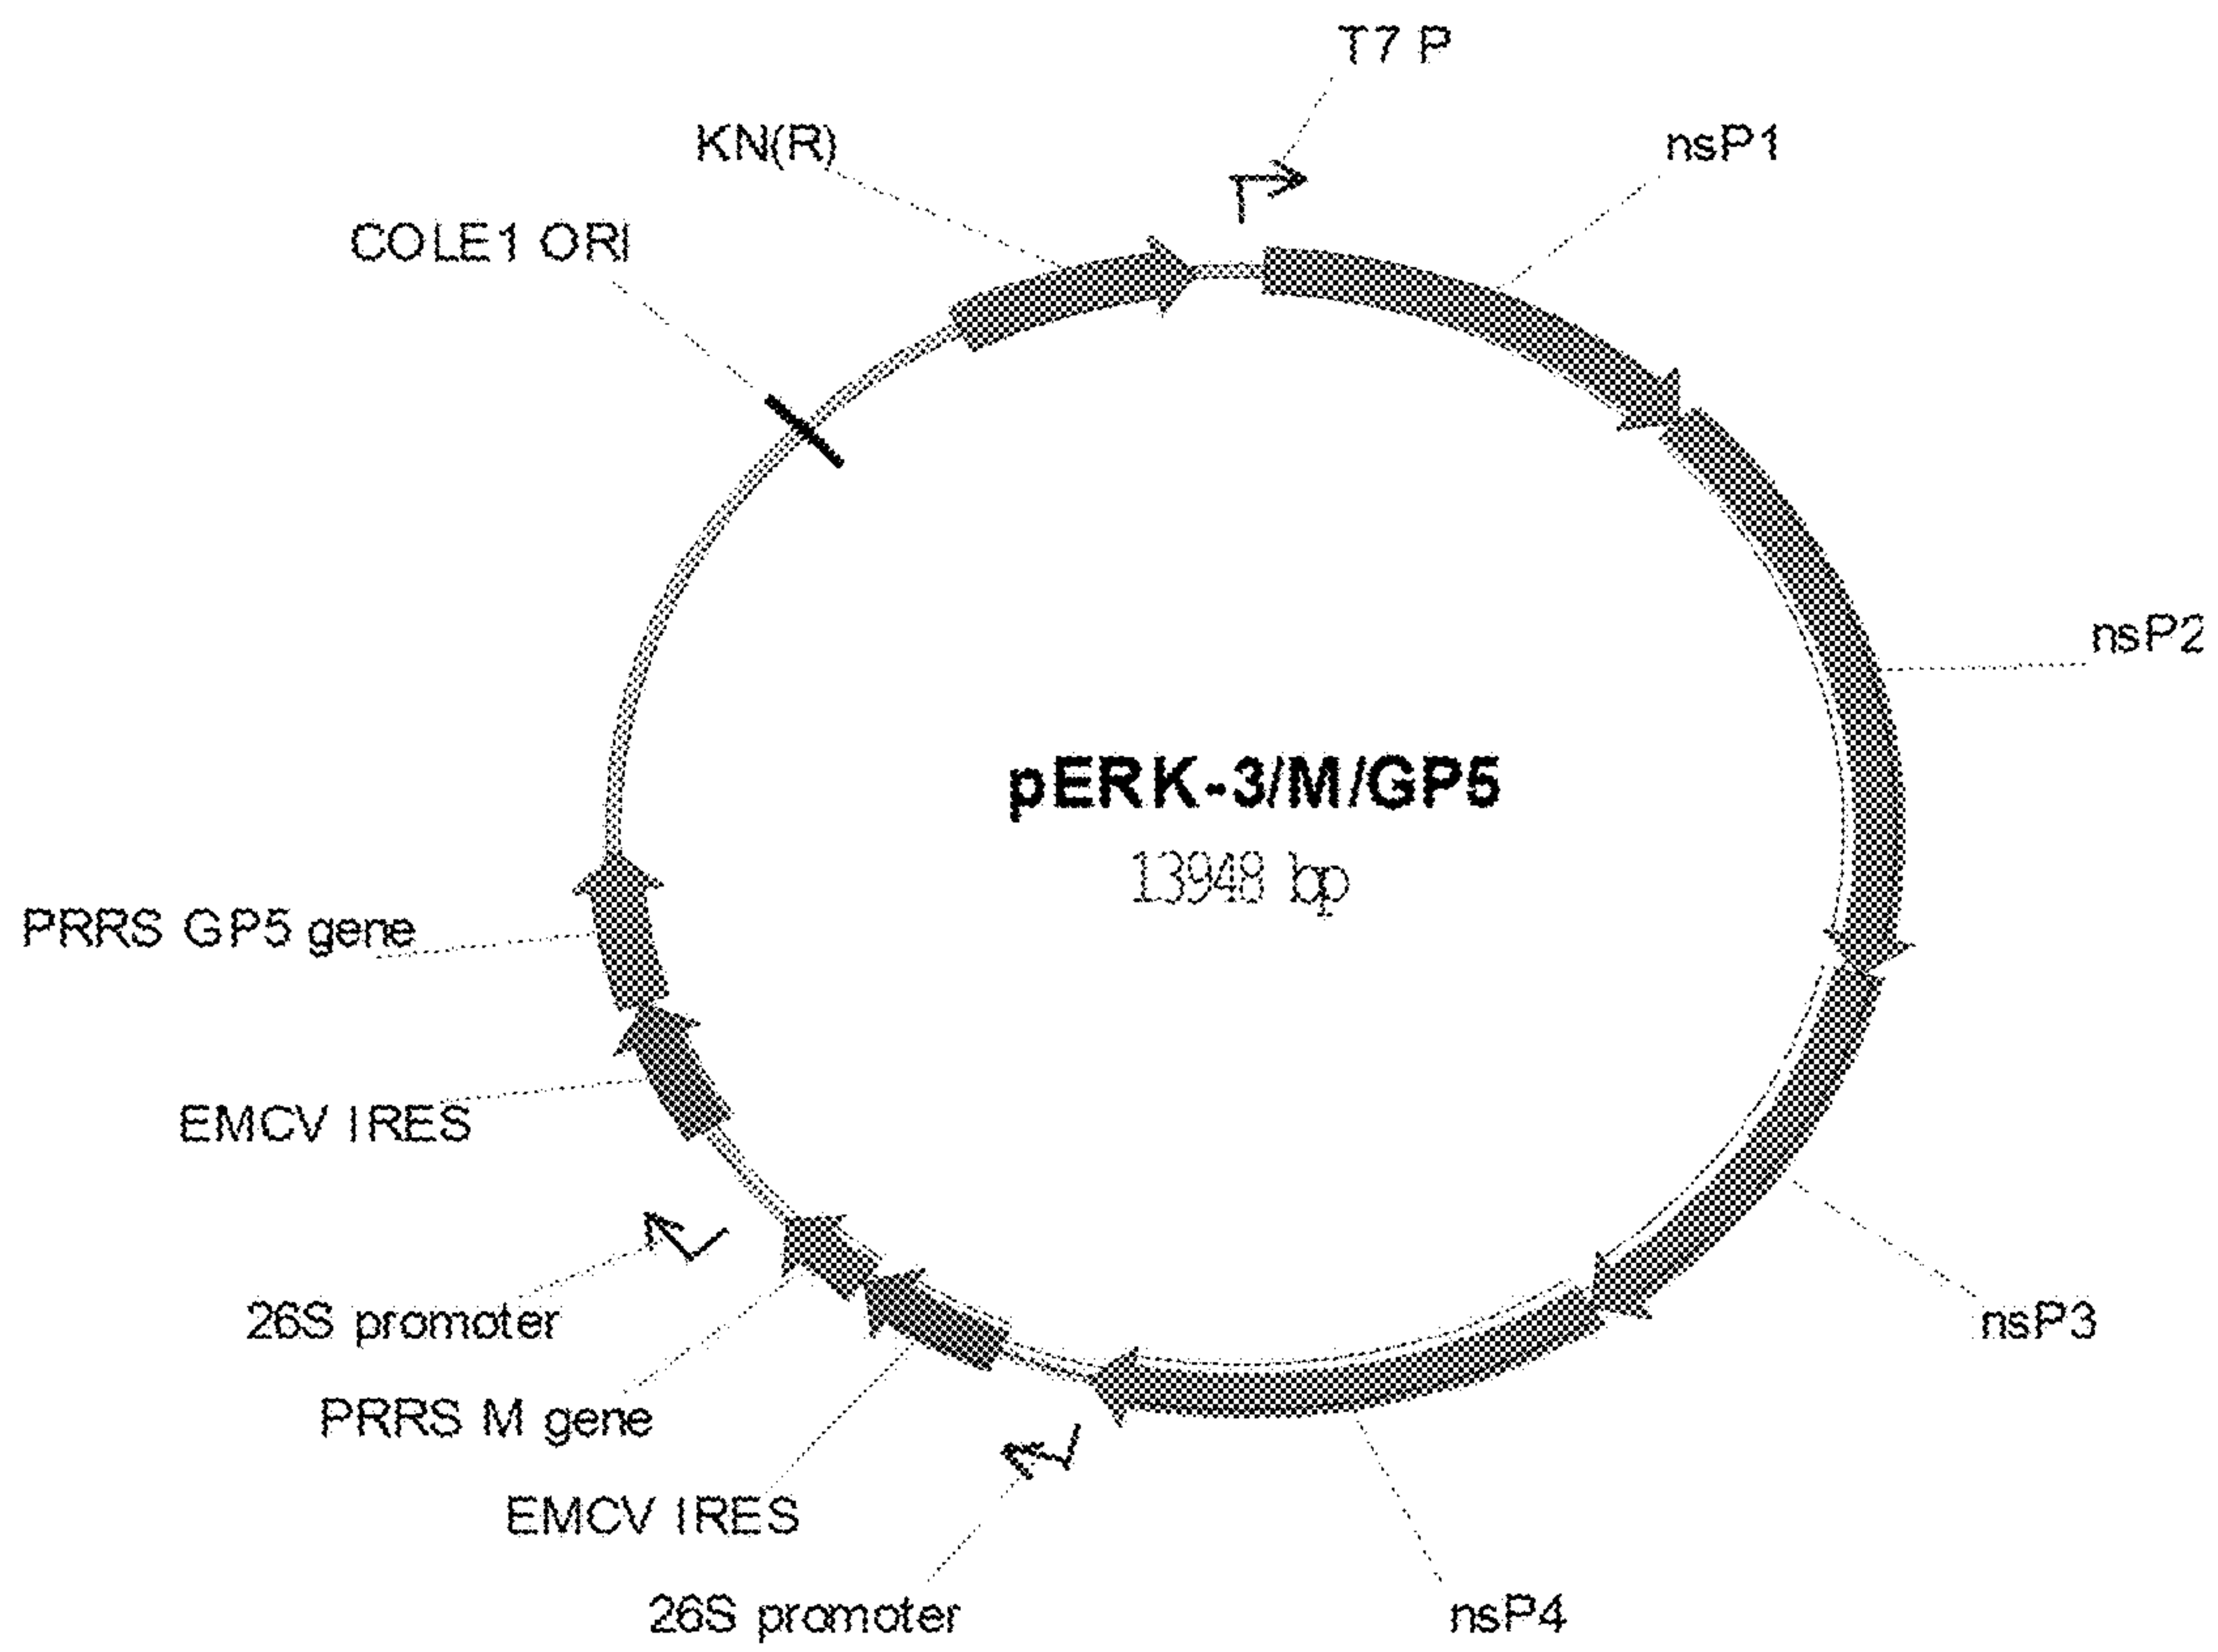 T7 P
KN(R)
nsP1
COLE1 ORI
nsP2
pERK-3/M/GP5
13948 bp
PRRS GP5 gene
EMCV IRES
26S promoter
nsP3
PRRS M gene
EMCV IRES
26S promoter
nsP4